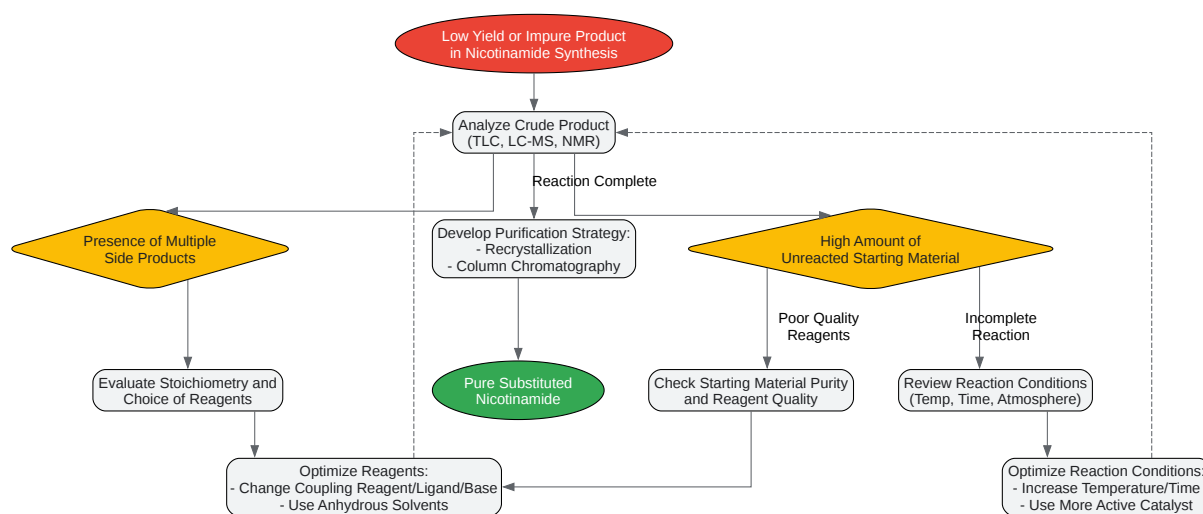 Low Yield or Impure Product
in Nicotinamide Synthesis
Analyze Crude Product
(TLC, LC-MS, NMR)
Reaction Complete
Presence of Multiple
Side Products
Develop Purification Strategy:
- Recrystallization
- Column Chromatography
High Amount of
Unreacted Starting Material
Poor Quality
Reagents
Incomplete
Reaction
Evaluate Stoichiometry and
Choice of Reagents
Pure Substituted
Nicotinamide
Check Starting Material Purity
and Reagent Quality
Review Reaction Conditions
(Temp, Time, Atmosphere)
Optimize Reagents:
- Change Coupling Reagent/Ligand/Base
- Use Anhydrous Solvents
Optimize Reaction Conditions:
- Increase Temperature/Time
- Use More Active Catalyst